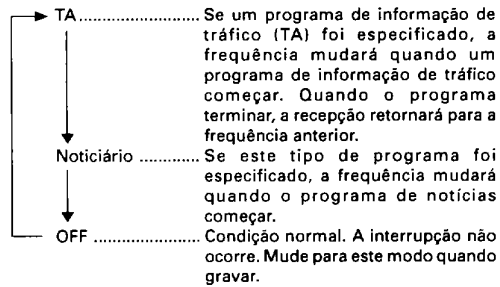 TA........................ Se um programa de informação de
tráfico (TA) foi especificado, a
frequência mudará quando um
programa de informação de tráfico
começar. Quando o programa
terminar, a recepção retornará para a
frequência anterior.
Noticiário ............. Se este tipo de programa foi
especificado, a frequência mudará
quando o programa de notícias
começar.
OFF ...................... Condição normal. A interrupção não
ocorre. Mude para este modo quando
gravar.